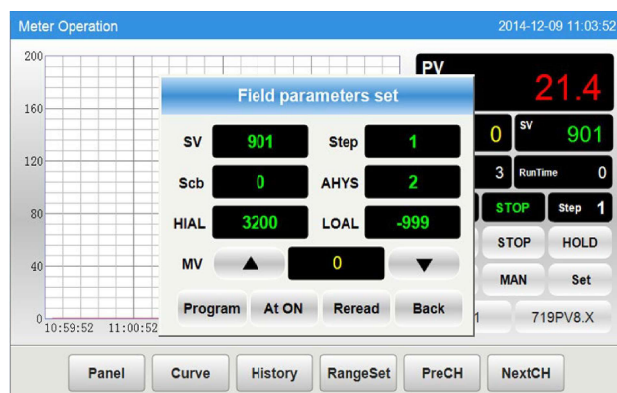 Meter Operation 2014-12-09 11:03:52
200
160
120
80
40
0
10:59:52 11:00:52
Field parameters set
SV 901 Step 1
Scb 0 AHYS 2
HIAL 3200 LOAL -999
MV ▲ 0 ▼
Program At ON Reread Back
PV
21.4
0 SV 901
3 RunTime 0
STOP Step 1
STOP HOLD
MAN Set
719PV8.X
Panel Curve History RangeSet PreCH NextCH